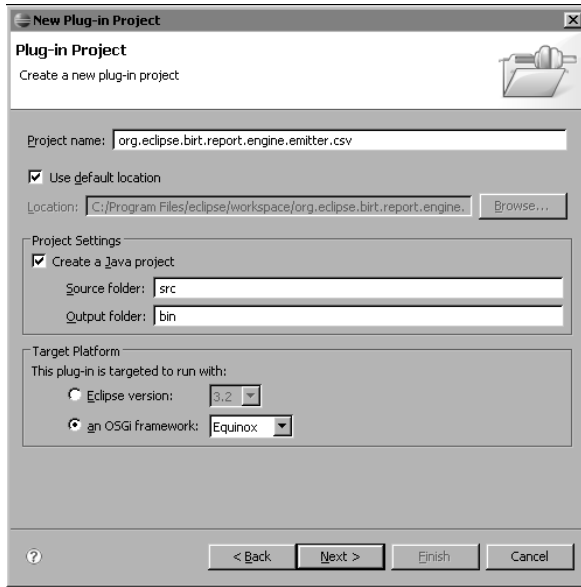 New Plug-in Project
Plug-in Project
Create a new plug-in project
Project name: org.eclipse.birt.report.engine.emitter.csv
Use default location
Location: C:/Program Files/eclipse/workspace/org.eclipse.birt.report.engine. Browse...
Project Settings
Create a Java project
Source folder: src
Output folder: bin
Target Platform
This plug-in is targeted to run with:
Eclipse version: 3.2
an OSGi framework: Equinox
< Back Next > Finish Cancel